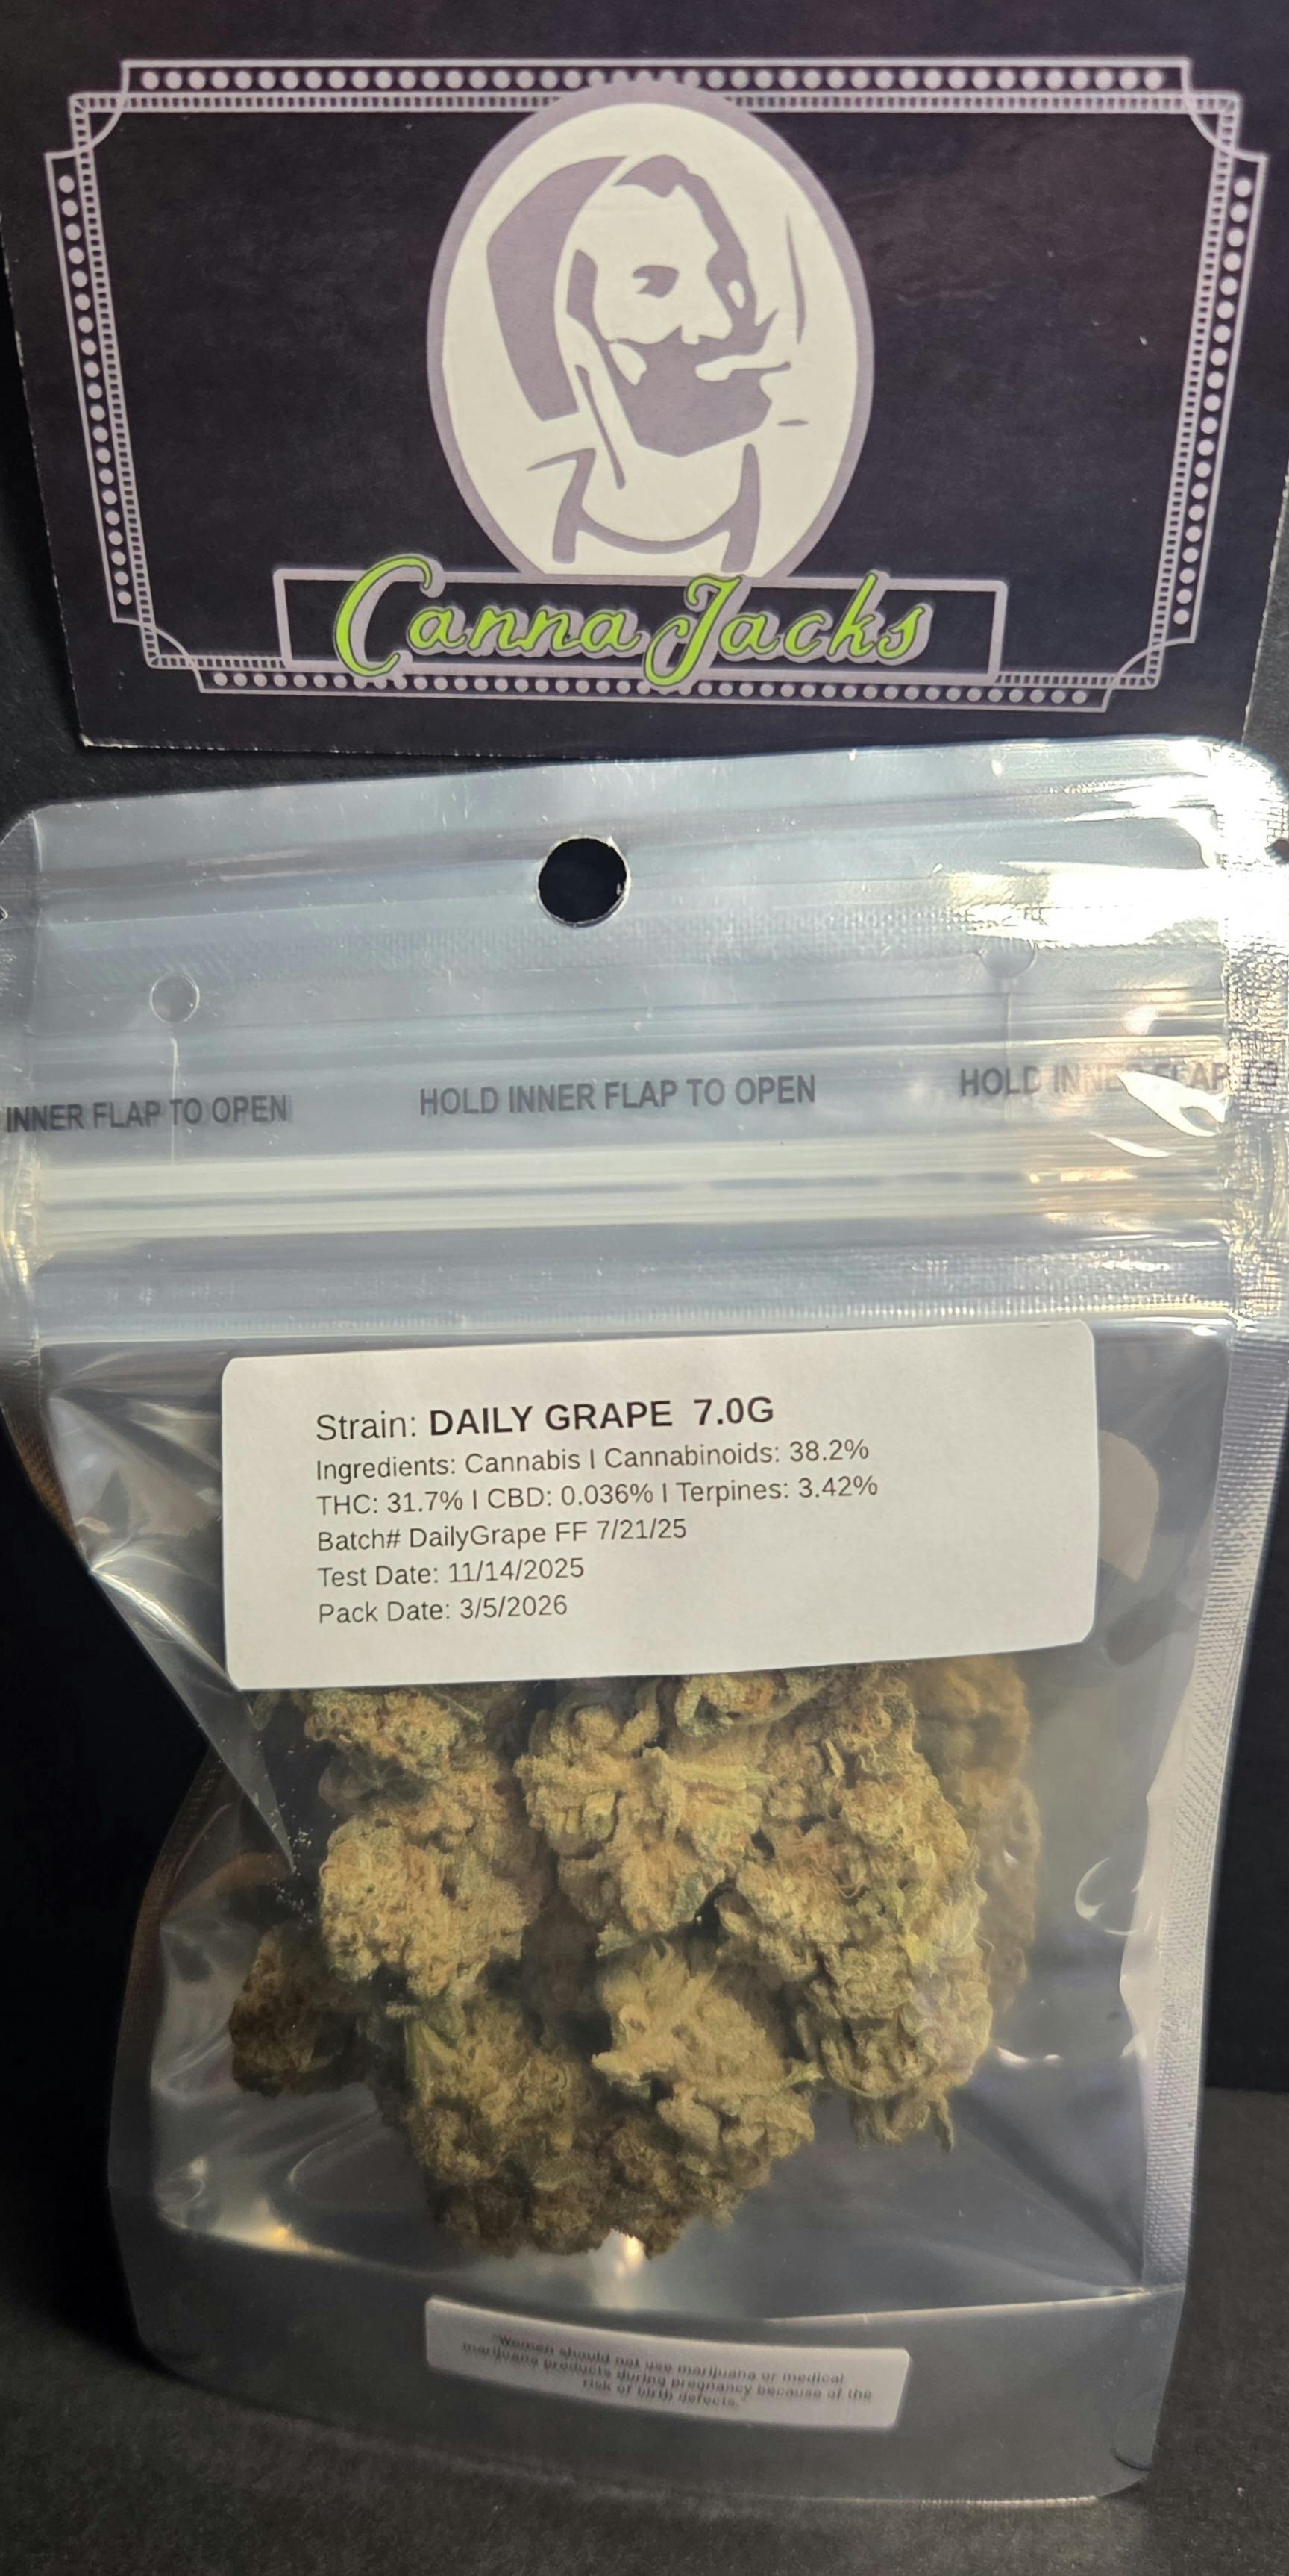 Canna Jacks
INNER FLAP TO OPEN HOLD INNER FLAP TO OPEN HOLD INNER FLAP TO
Strain: DAILY GRAPE 7.0G
Ingredients: Cannabis I Cannabinoids: 38.2%
THC: 31.7% I CBD: 0.036% I Terpines: 3.42%
Batch# DailyGrape FF 7/21/25
Test Date: 11/14/2025
Pack Date: 3/5/2026
"Women should not use marijuana or medical
marijuana products during pregnancy because of the
risk of birth defects."